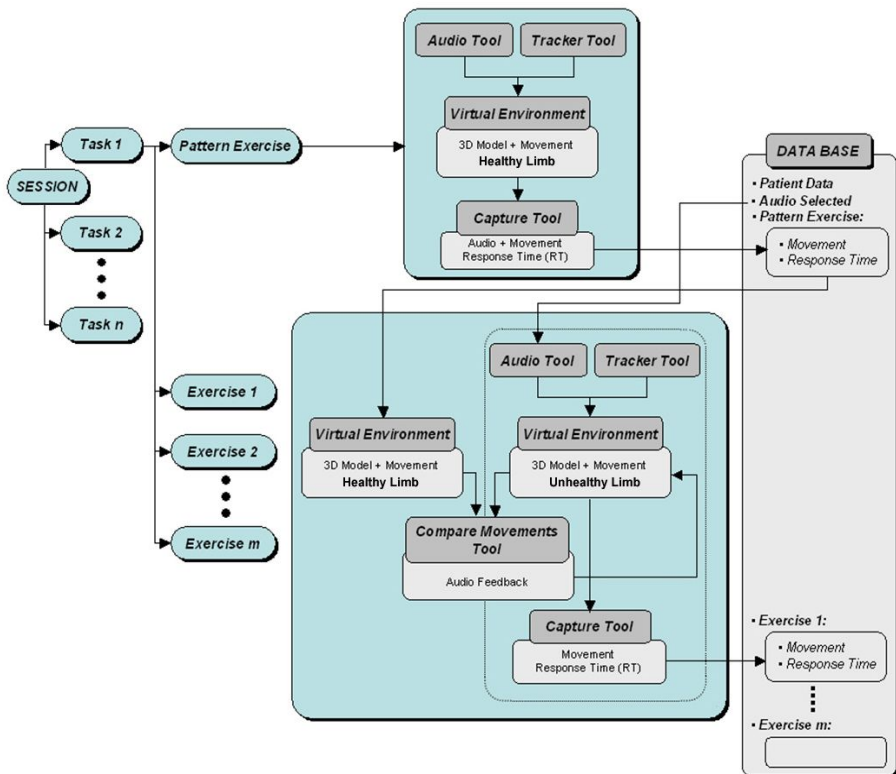 Audio Tool
Tracker Tool
Virtual Environment
3D Model + Movement
Healthy Limb
Capture Tool
Audio + Movement
Response Time (RT)
SESSION
Task 1
Task 2
Task n
Pattern Exercise
Exercise 1
Exercise 2
Exercise m
Audio Tool
Tracker Tool
Virtual Environment
3D Model + Movement
Healthy Limb
Virtual Environment
3D Model + Movement
Unhealthy Limb
Compare Movements
Tool
Audio Feedback
Capture Tool
Movement
Response Time (RT)
DATA BASE
▪ Patient Data
▪ Audio Selected
▪ Pattern Exercise:
▪ Movement
▪ Response Time
▪ Exercise 1:
▪ Movement
▪ Response Time
▪ Exercise m: